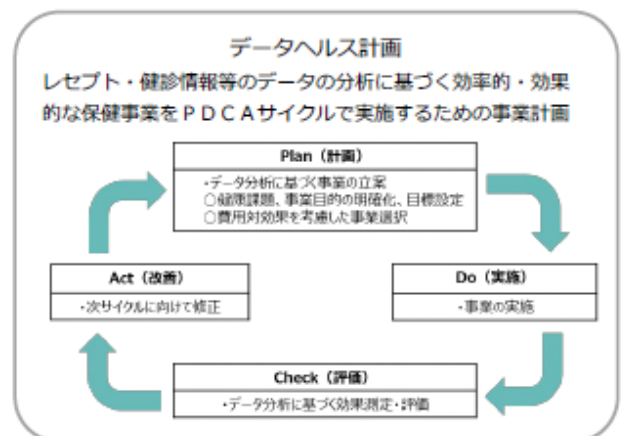 データヘルス計画
レセプト・健診情報等のデータの分析に基づく効率的・効果
的な保健事業をＰＤＣＡサイクルで実施するための事業計画
Plan（計画）
・データ分析に基づく事業の立案
○健康課題、事業目的の明確化、目標設定
○費用対効果を考慮した事業選択
Act（改善）
・次サイクルに向けて修正
Do（実施）
・事業の実施
Check（評価）
・データ分析に基づく効果測定・評価